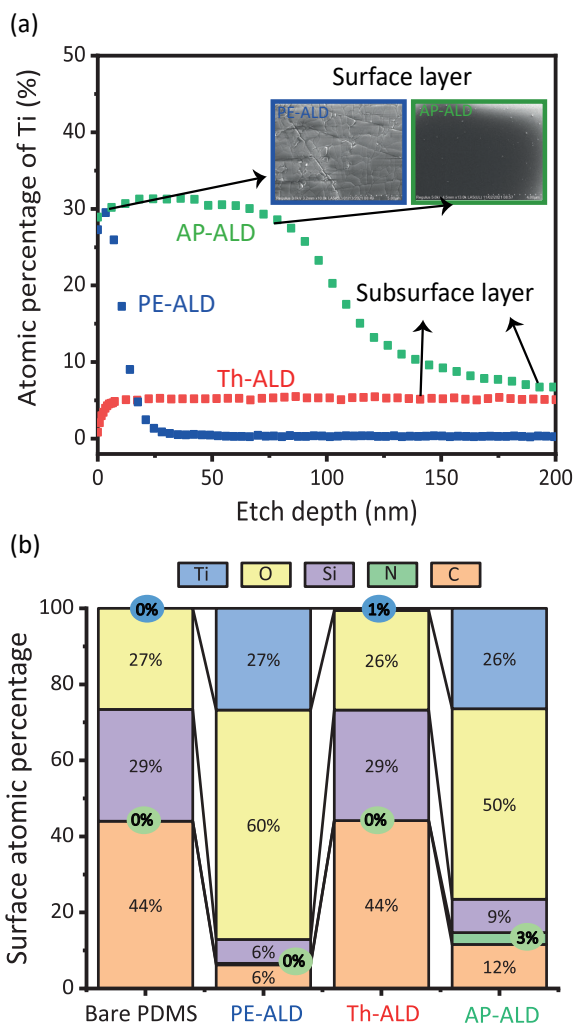 (a)
50
40
30
20
10
0
Atomic percentage of Ti (%)
Surface layer
PE-ALD
AP-ALD
AP-ALD
PE-ALD
Subsurface layer
Th-ALD
0
50
100
150
200
Etch depth (nm)
(b)
Ti
O
Si
N
C
100
80
60
40
20
0
Surface atomic percentage
0%
27%
29%
0%
44%
27%
60%
6%
0%
6%
1%
26%
29%
0%
44%
26%
50%
9%
3%
12%
Bare PDMS
PE-ALD
Th-ALD
AP-ALD